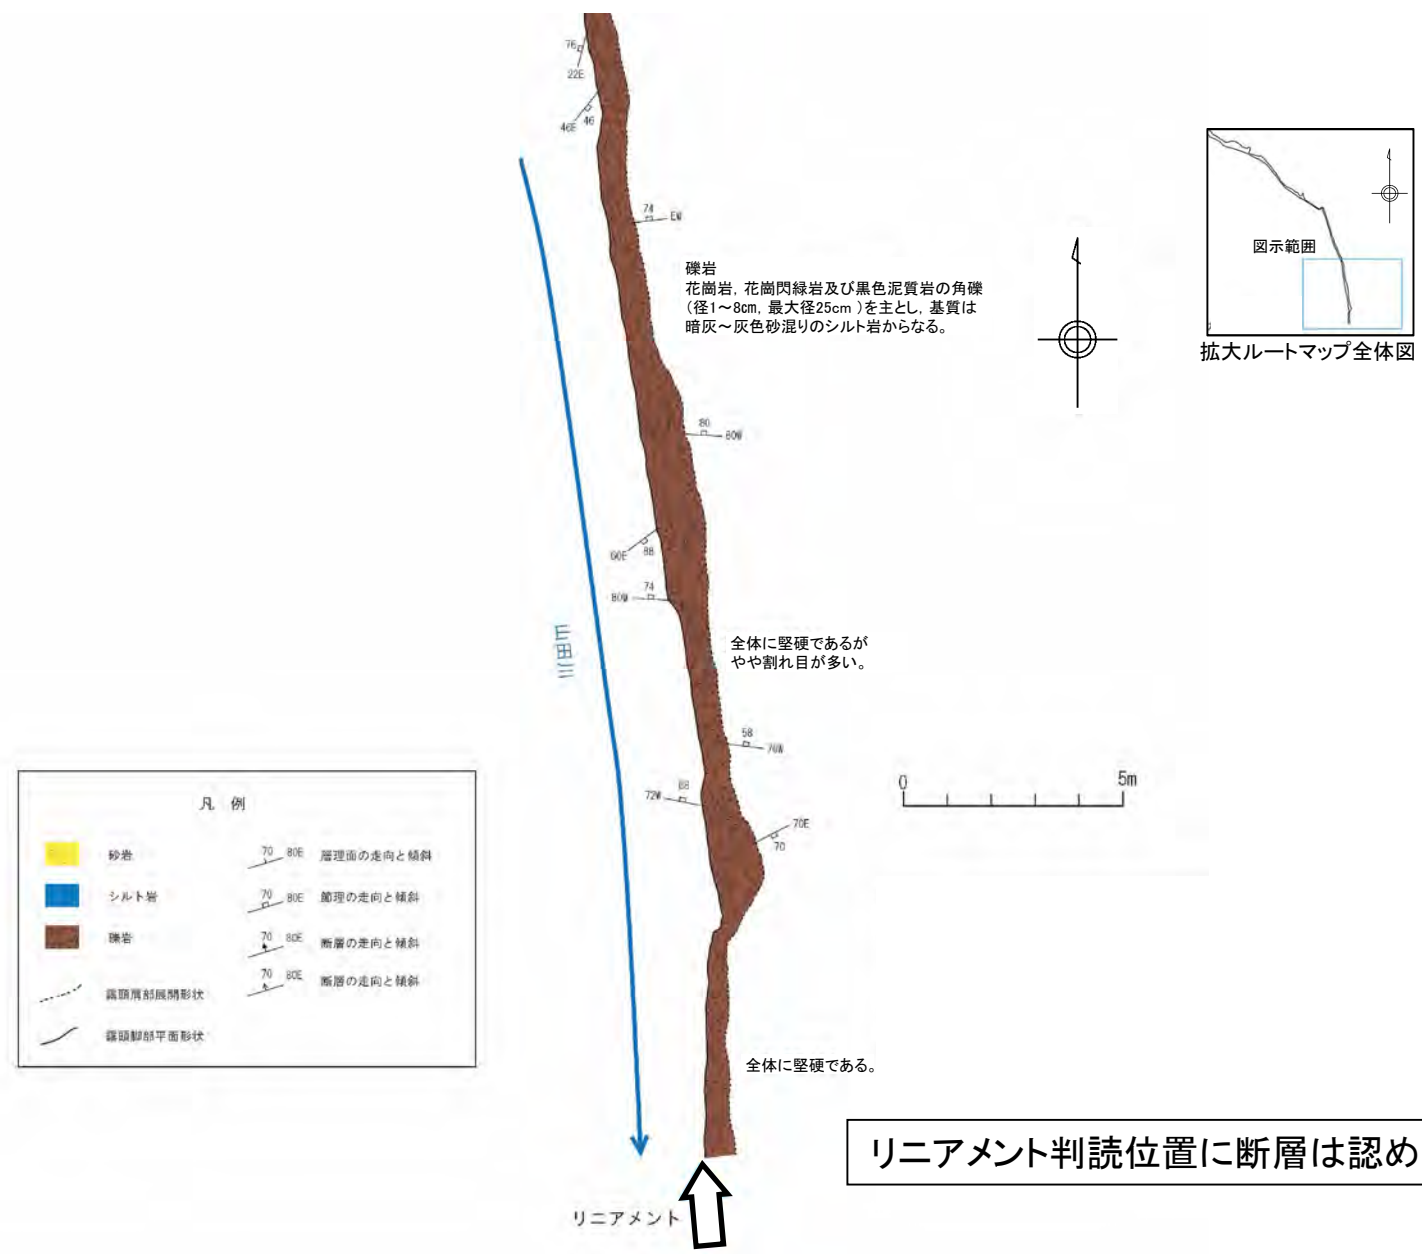 76
22E
46
46E
74
EW
礫岩
花崗岩, 花崗閃緑岩及び黒色泥質岩の角礫
(径1～8㎝, 最大径25cm )を主とし, 基質は
暗灰～灰色砂混りのシルト岩からなる。
図示範囲
拡大ルートマップ全体図
80
80W
60E
88
74
80W
山田川
全体に堅硬であるが
やや割れ目が多い。
58
76W
68
72W
70E
70
0 5m
凡 例
砂岩
シルト岩
礫岩
露頭肩部展開形状
露頭脚部平面形状
70 80E 層理面の走向と傾斜
70 80E 節理の走向と傾斜
70 80E 断層の走向と傾斜
70 80E 断層の走向と傾斜
全体に堅硬である。
リニアメント判読位置に断層は認め
リニアメント